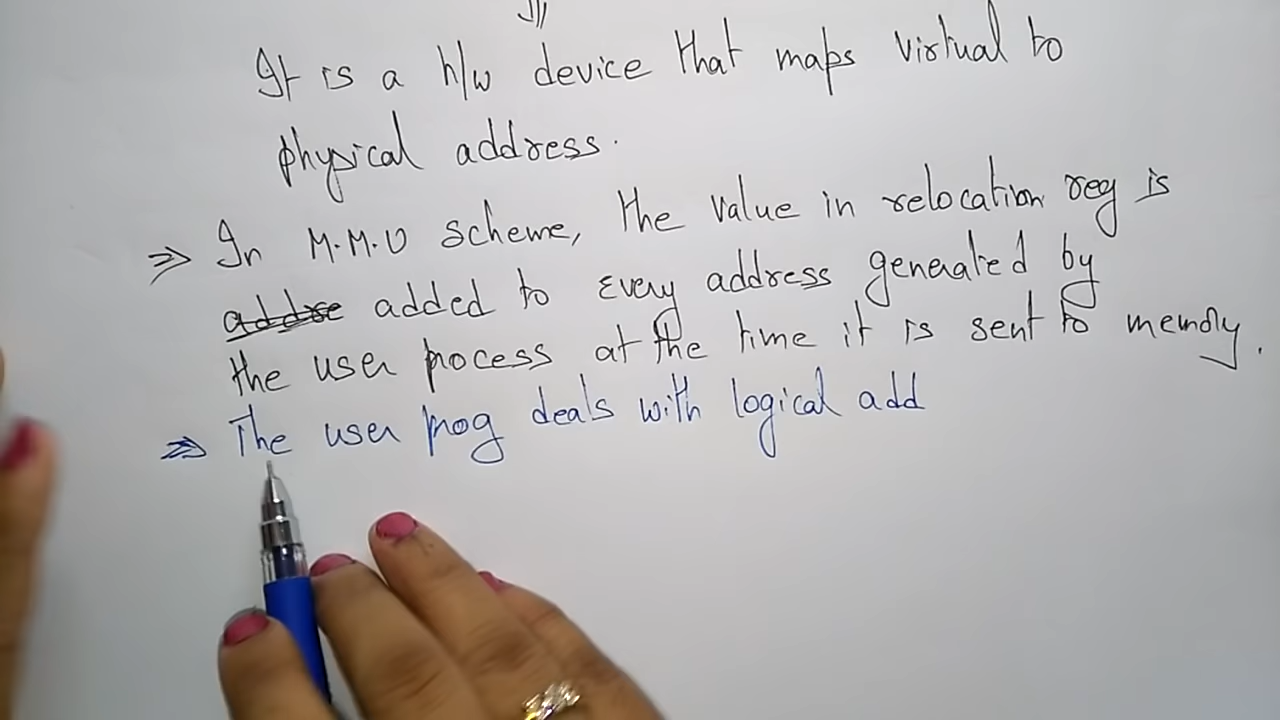 It is a h/w device that maps virtual to
physical address.
⇒ In M.M.U scheme, the value in relocation reg is
addre added to every address generated by
the user process at the time it is sent to memory.
⇒ The user prog deals with logical add